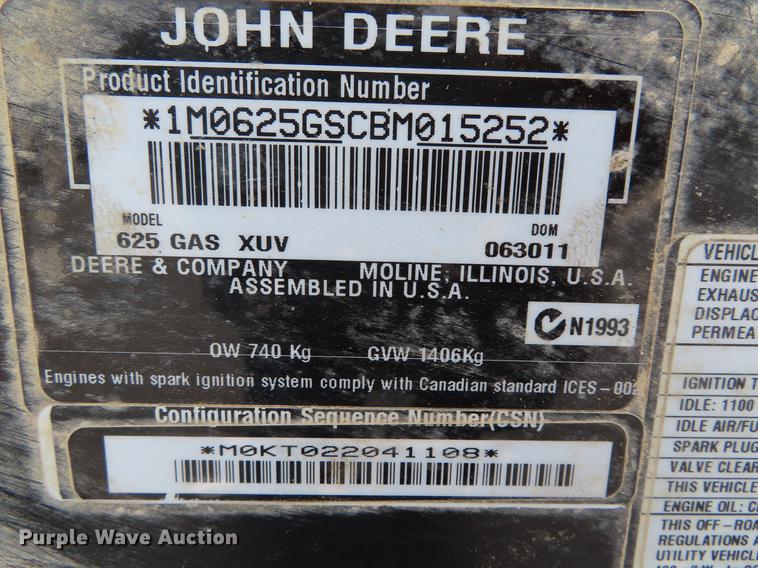 JOHN DEERE
Product Identification Number
*1M0625GSCBM015252*
MODEL DOM
625 GAS XUV 063011
DEERE & COMPANY MOLINE, ILLINOIS, U.S.A.
ASSEMBLED IN U.S.A.
N1993
OW 740 Kg GVW 1406Kg
Engines with spark ignition system comply with Canadian standard ICES-002
Configuration Sequence Number(CSN)
*M0KT022041108*
VEHICL
ENGINE
EXHAUS
DISPLAC
PERMEA
IGNITION T
IDLE: 1100
IDLE AIR/FU
SPARK PLUG
VALVE CLEAR
THIS VEHICLE
ENGINE OIL: C
THIS OFF-ROA
REGULATIONS A
UTILITY VEHICL
Purple Wave Auction